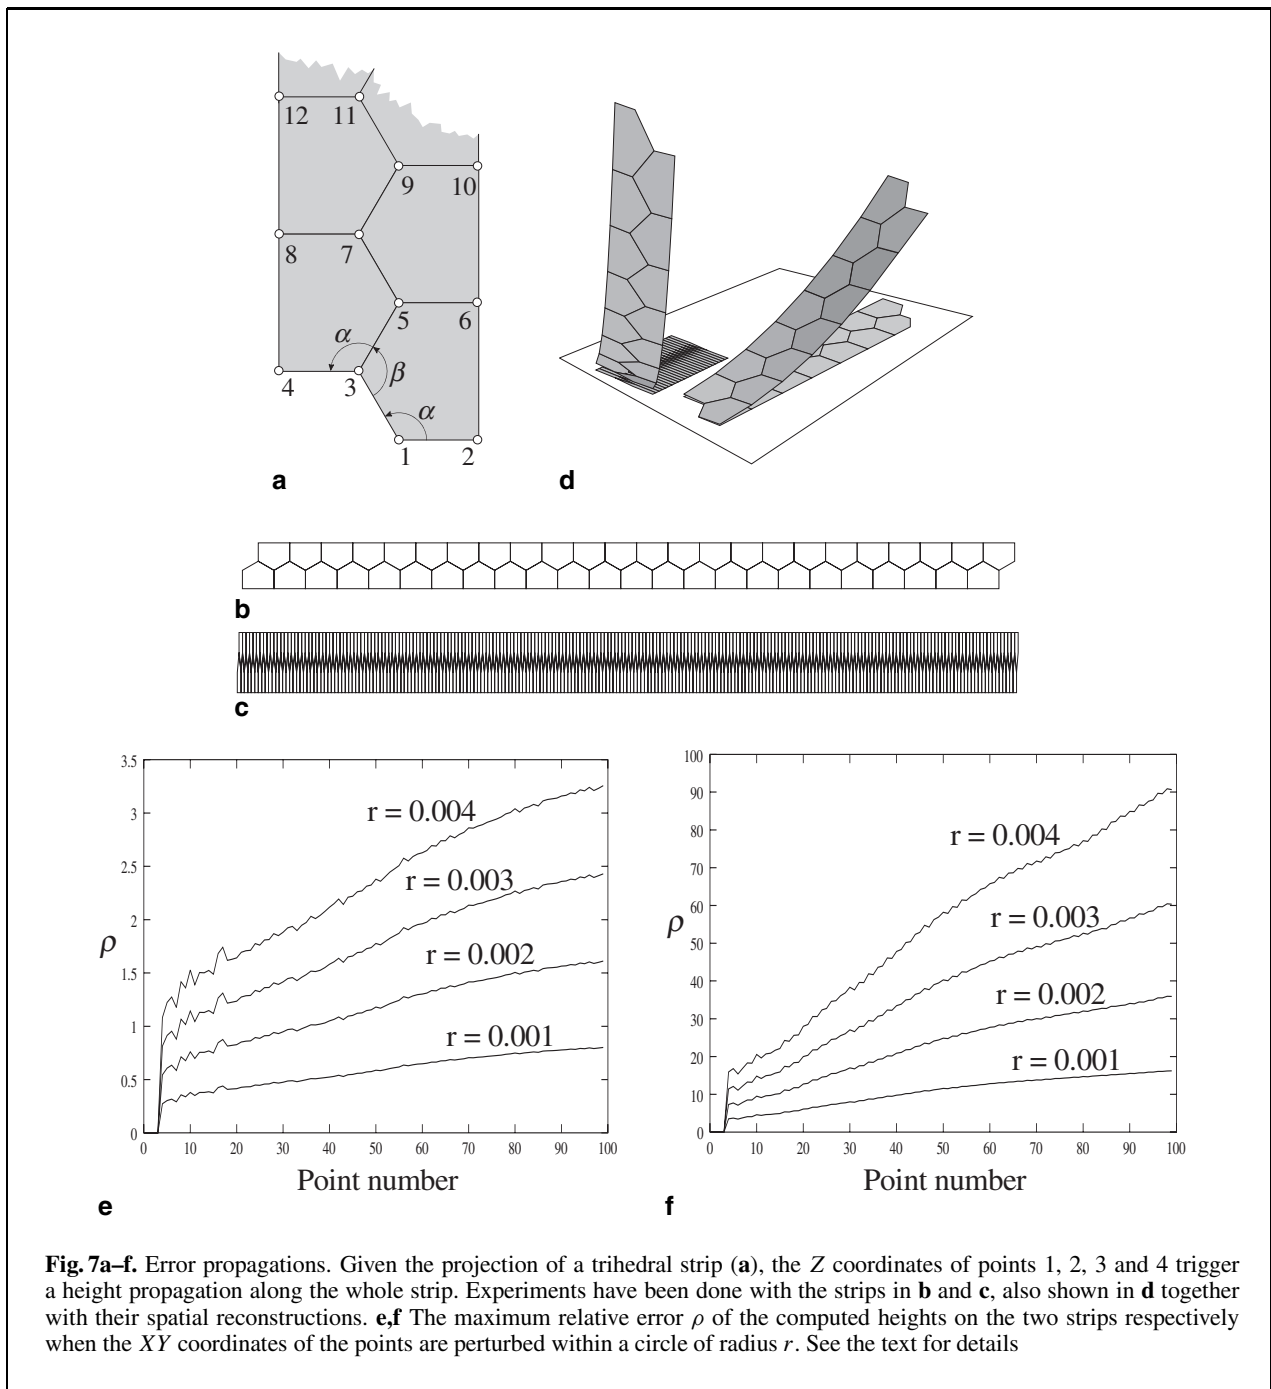 12 11
9 10
8 7
5 6
α
β
4 3
α
1 2
a
d
b
c
3.5
3
2.5
2
1.5
1
0.5
0
ρ
r = 0.004
r = 0.003
r = 0.002
r = 0.001
0 10 20 30 40 50 60 70 80 90 100
Point number
e
100
90
80
70
60
50
40
30
20
10
0
ρ
r = 0.004
r = 0.003
r = 0.002
r = 0.001
0 10 20 30 40 50 60 70 80 90 100
Point number
f
Fig. 7a–f. Error propagations. Given the projection of a trihedral strip (a), the Z coordinates of points 1, 2, 3 and 4 trigger
a height propagation along the whole strip. Experiments have been done with the strips in b and c, also shown in d together
with their spatial reconstructions. e,f The maximum relative error ρ of the computed heights on the two strips respectively
when the XY coordinates of the points are perturbed within a circle of radius r. See the text for details